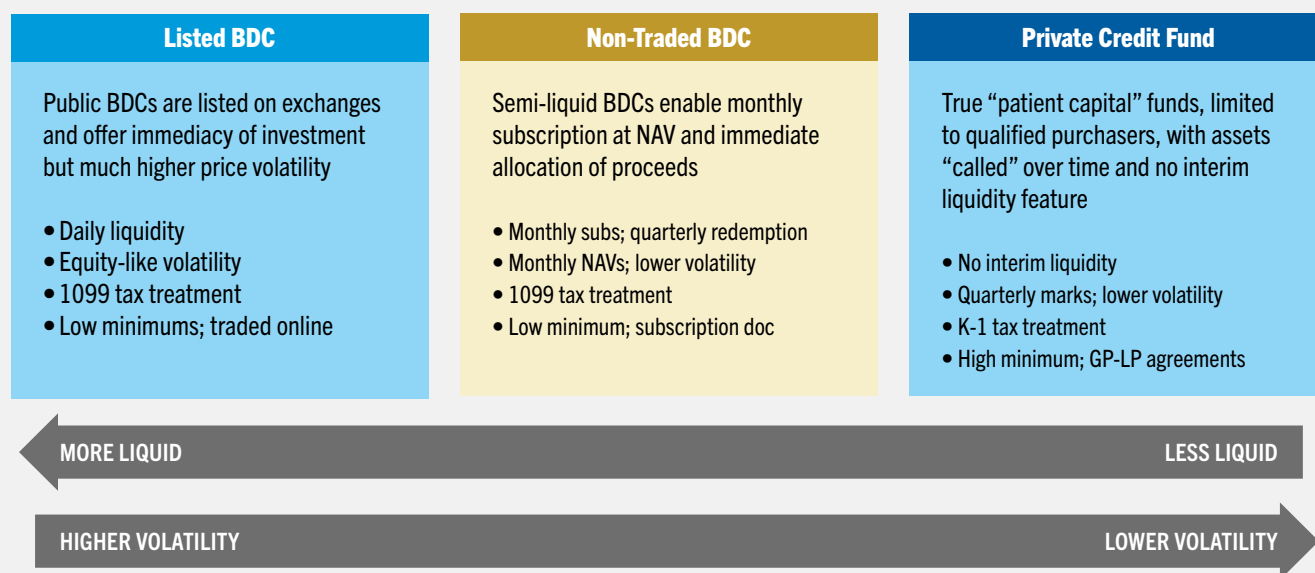 Listed BDC
Public BDCs are listed on exchanges
and offer immediacy of investment
but much higher price volatility
• Daily liquidity
• Equity-like volatility
• 1099 tax treatment
• Low minimums; traded online
Non-Traded BDC
Semi-liquid BDCs enable monthly
subscription at NAV and immediate
allocation of proceeds
• Monthly subs; quarterly redemption
• Monthly NAVs; lower volatility
• 1099 tax treatment
• Low minimum; subscription doc
Private Credit Fund
True “patient capital” funds, limited
to qualified purchasers, with assets
“called” over time and no interim
liquidity feature
• No interim liquidity
• Quarterly marks; lower volatility
• K-1 tax treatment
• High minimum; GP-LP agreements
MORE LIQUID
LESS LIQUID
HIGHER VOLATILITY
LOWER VOLATILITY